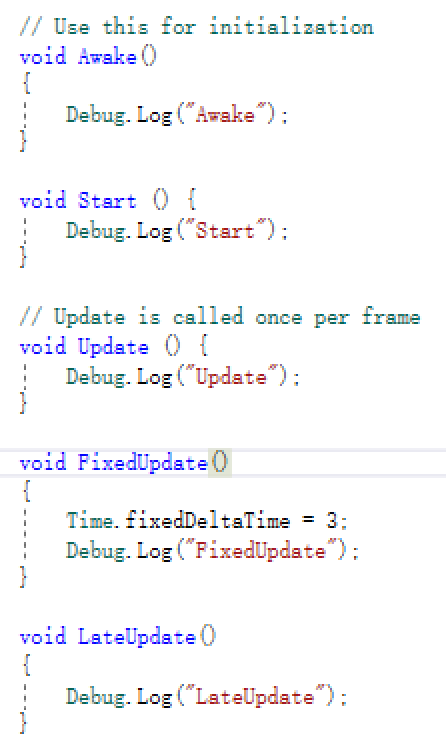 // Use this for initialization
void Awake()
{
Debug.Log("Awake");
}
void Start () {
Debug.Log("Start");
}
// Update is called once per frame
void Update () {
Debug.Log("Update");
}
void FixedUpdate()
{
Time.fixedDeltaTime = 3;
Debug.Log("FixedUpdate");
}
void LateUpdate()
{
Debug.Log("LateUpdate");
}